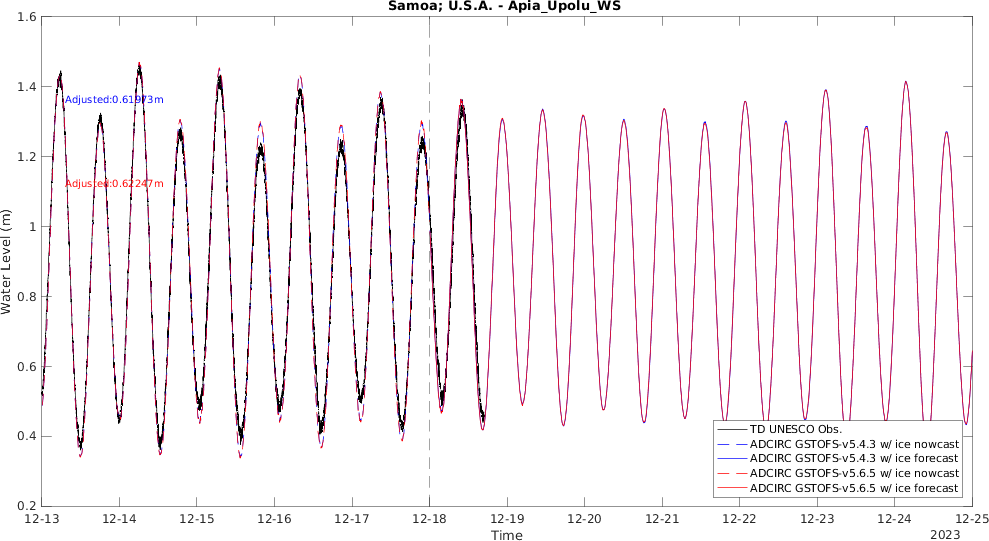 Samoa; U.S.A. - Apia_Upolu_WS
Water Level (m)
1.6
1.4
1.2
1
0.8
0.6
0.4
0.2
Adjusted:0.61973m
Adjusted:0.62247m
TD UNESCO Obs.
ADCIRC GSTOFS-v5.4.3 w/ ice nowcast
ADCIRC GSTOFS-v5.4.3 w/ ice forecast
ADCIRC GSTOFS-v5.6.5 w/ ice nowcast
ADCIRC GSTOFS-v5.6.5 w/ ice forecast
12-13 12-14 12-15 12-16 12-17 12-18 12-19 12-20 12-21 12-22 12-23 12-24 12-25
Time
2023